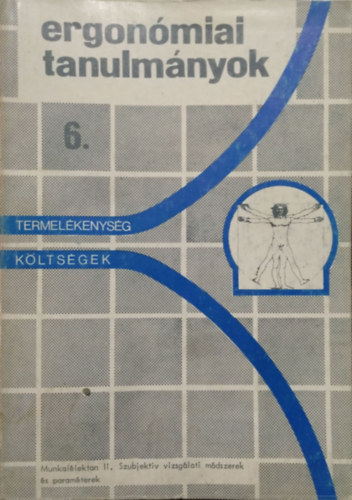 ergonómiai
tanulmányok
6.
TERMELÉKENYSÉG
KÖLTSÉGEK
Munkalélektan II. Szubjektív vizsgálati módszerek
és paraméterek